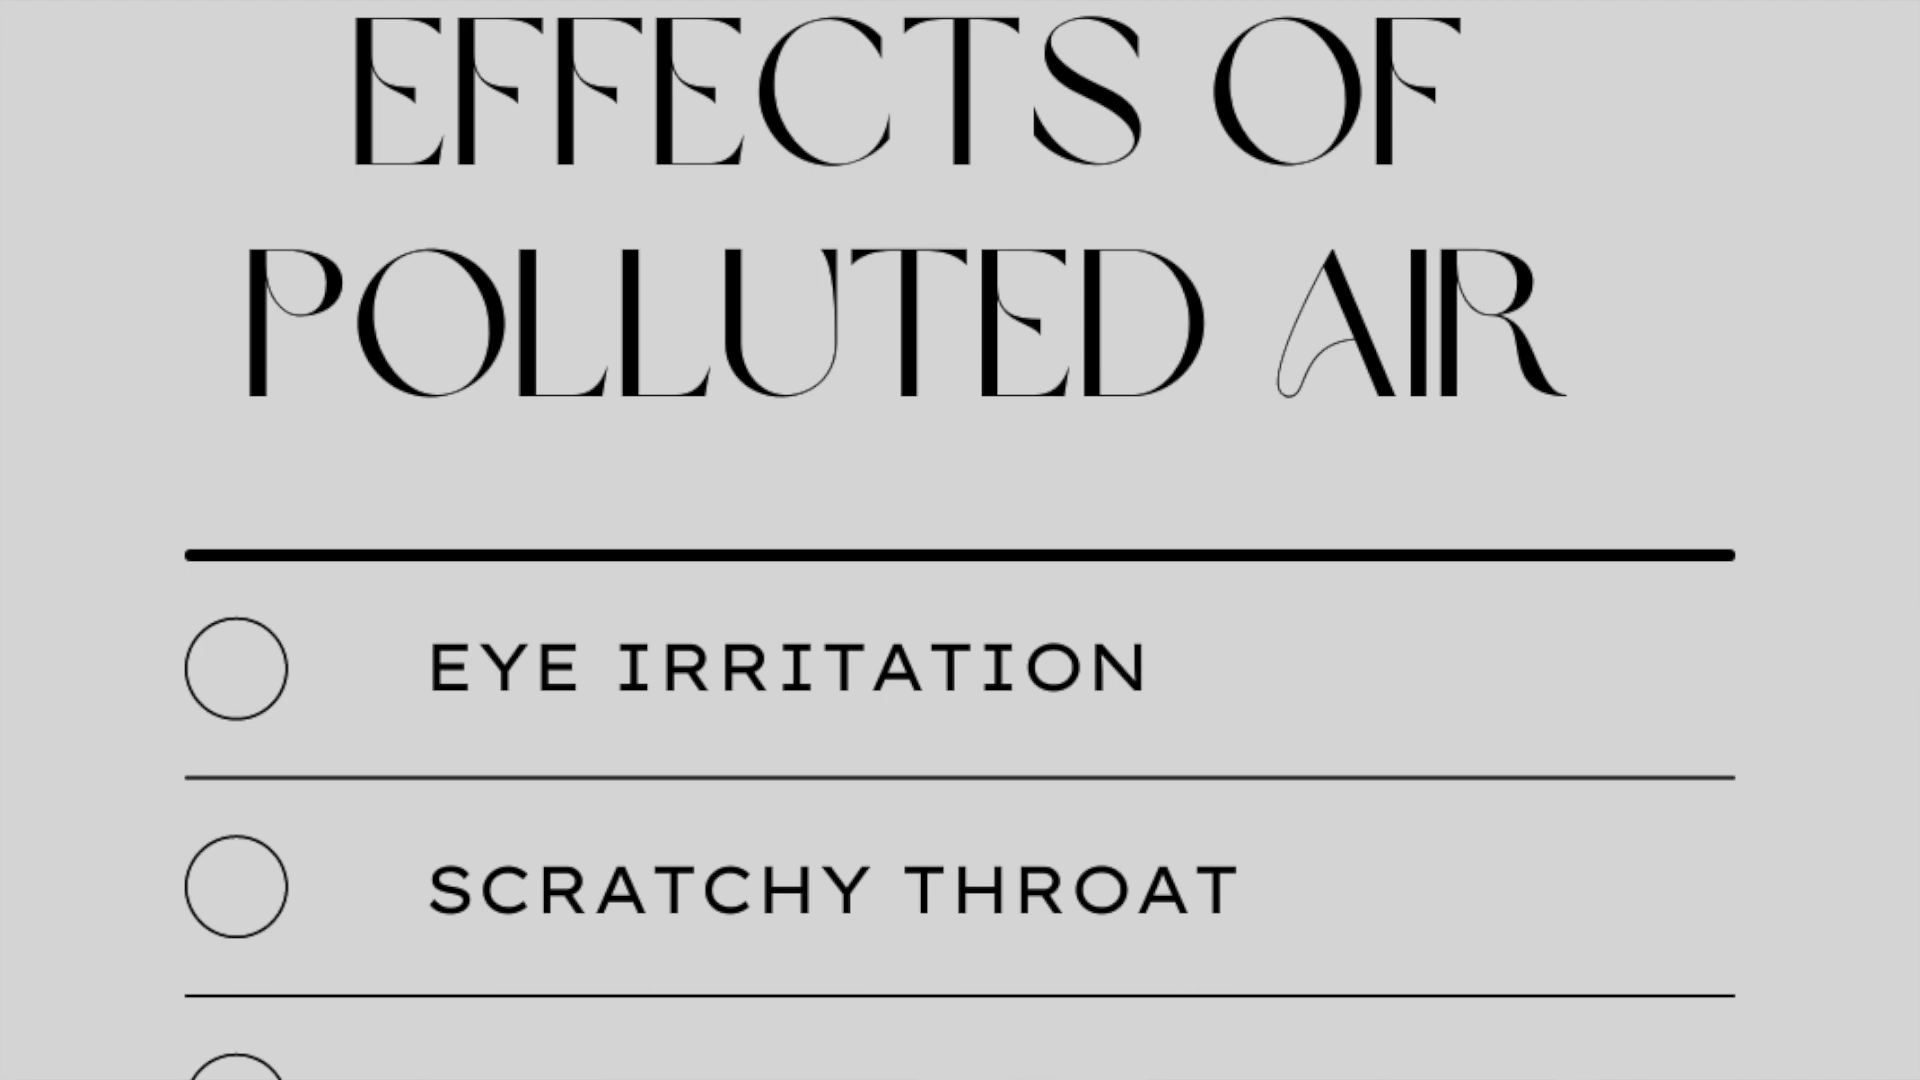 EFFECTS OF
POLLUTED AIR
EYE IRRITATION
SCRATCHY THROAT